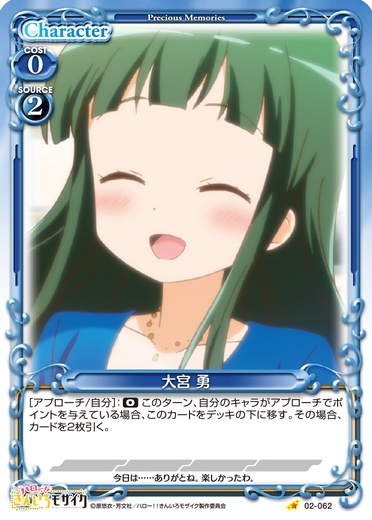 Precious Memories
Character
COST
0
SOURCE
2
大宮 勇
[アプローチ/自分]:0このターン、自分のキャラがアプローチでポ
イントを与えている場合、このカードをデッキの下に移す。その場合、
カードを2枚引く。
今日は……ありがとね。楽しかったわ。
ハロー!!
きんいろモザイク
©原悠衣・芳文社/ハロー!!きんいろモザイク製作委員会
02-062